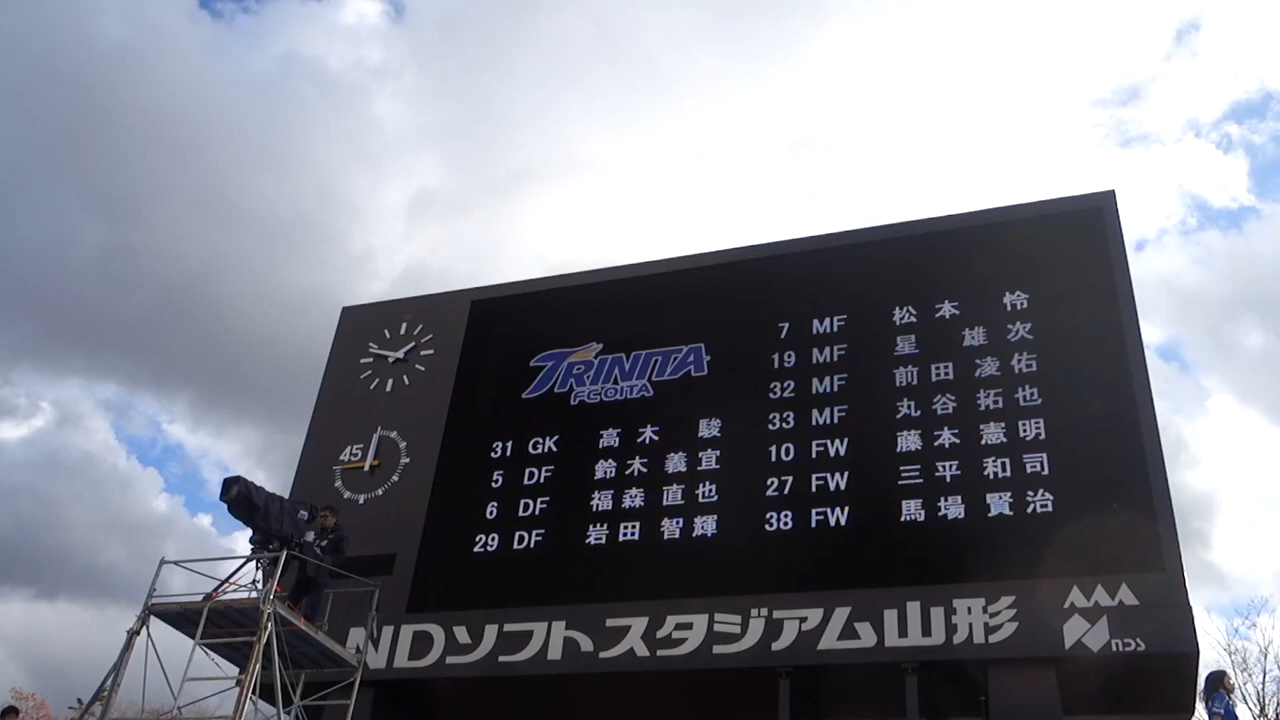 TRINITA
FC OITA
31 GK 高木 駿
5 DF 鈴木義宜
6 DF 福森直也
29 DF 岩田智輝
7 MF 松本 怜
19 MF 星 雄次
32 MF 前田凌佑
33 MF 丸谷拓也
10 FW 藤本憲明
27 FW 三平和司
38 FW 馬場賢治
45
NDソフトスタジアム山形
nDS